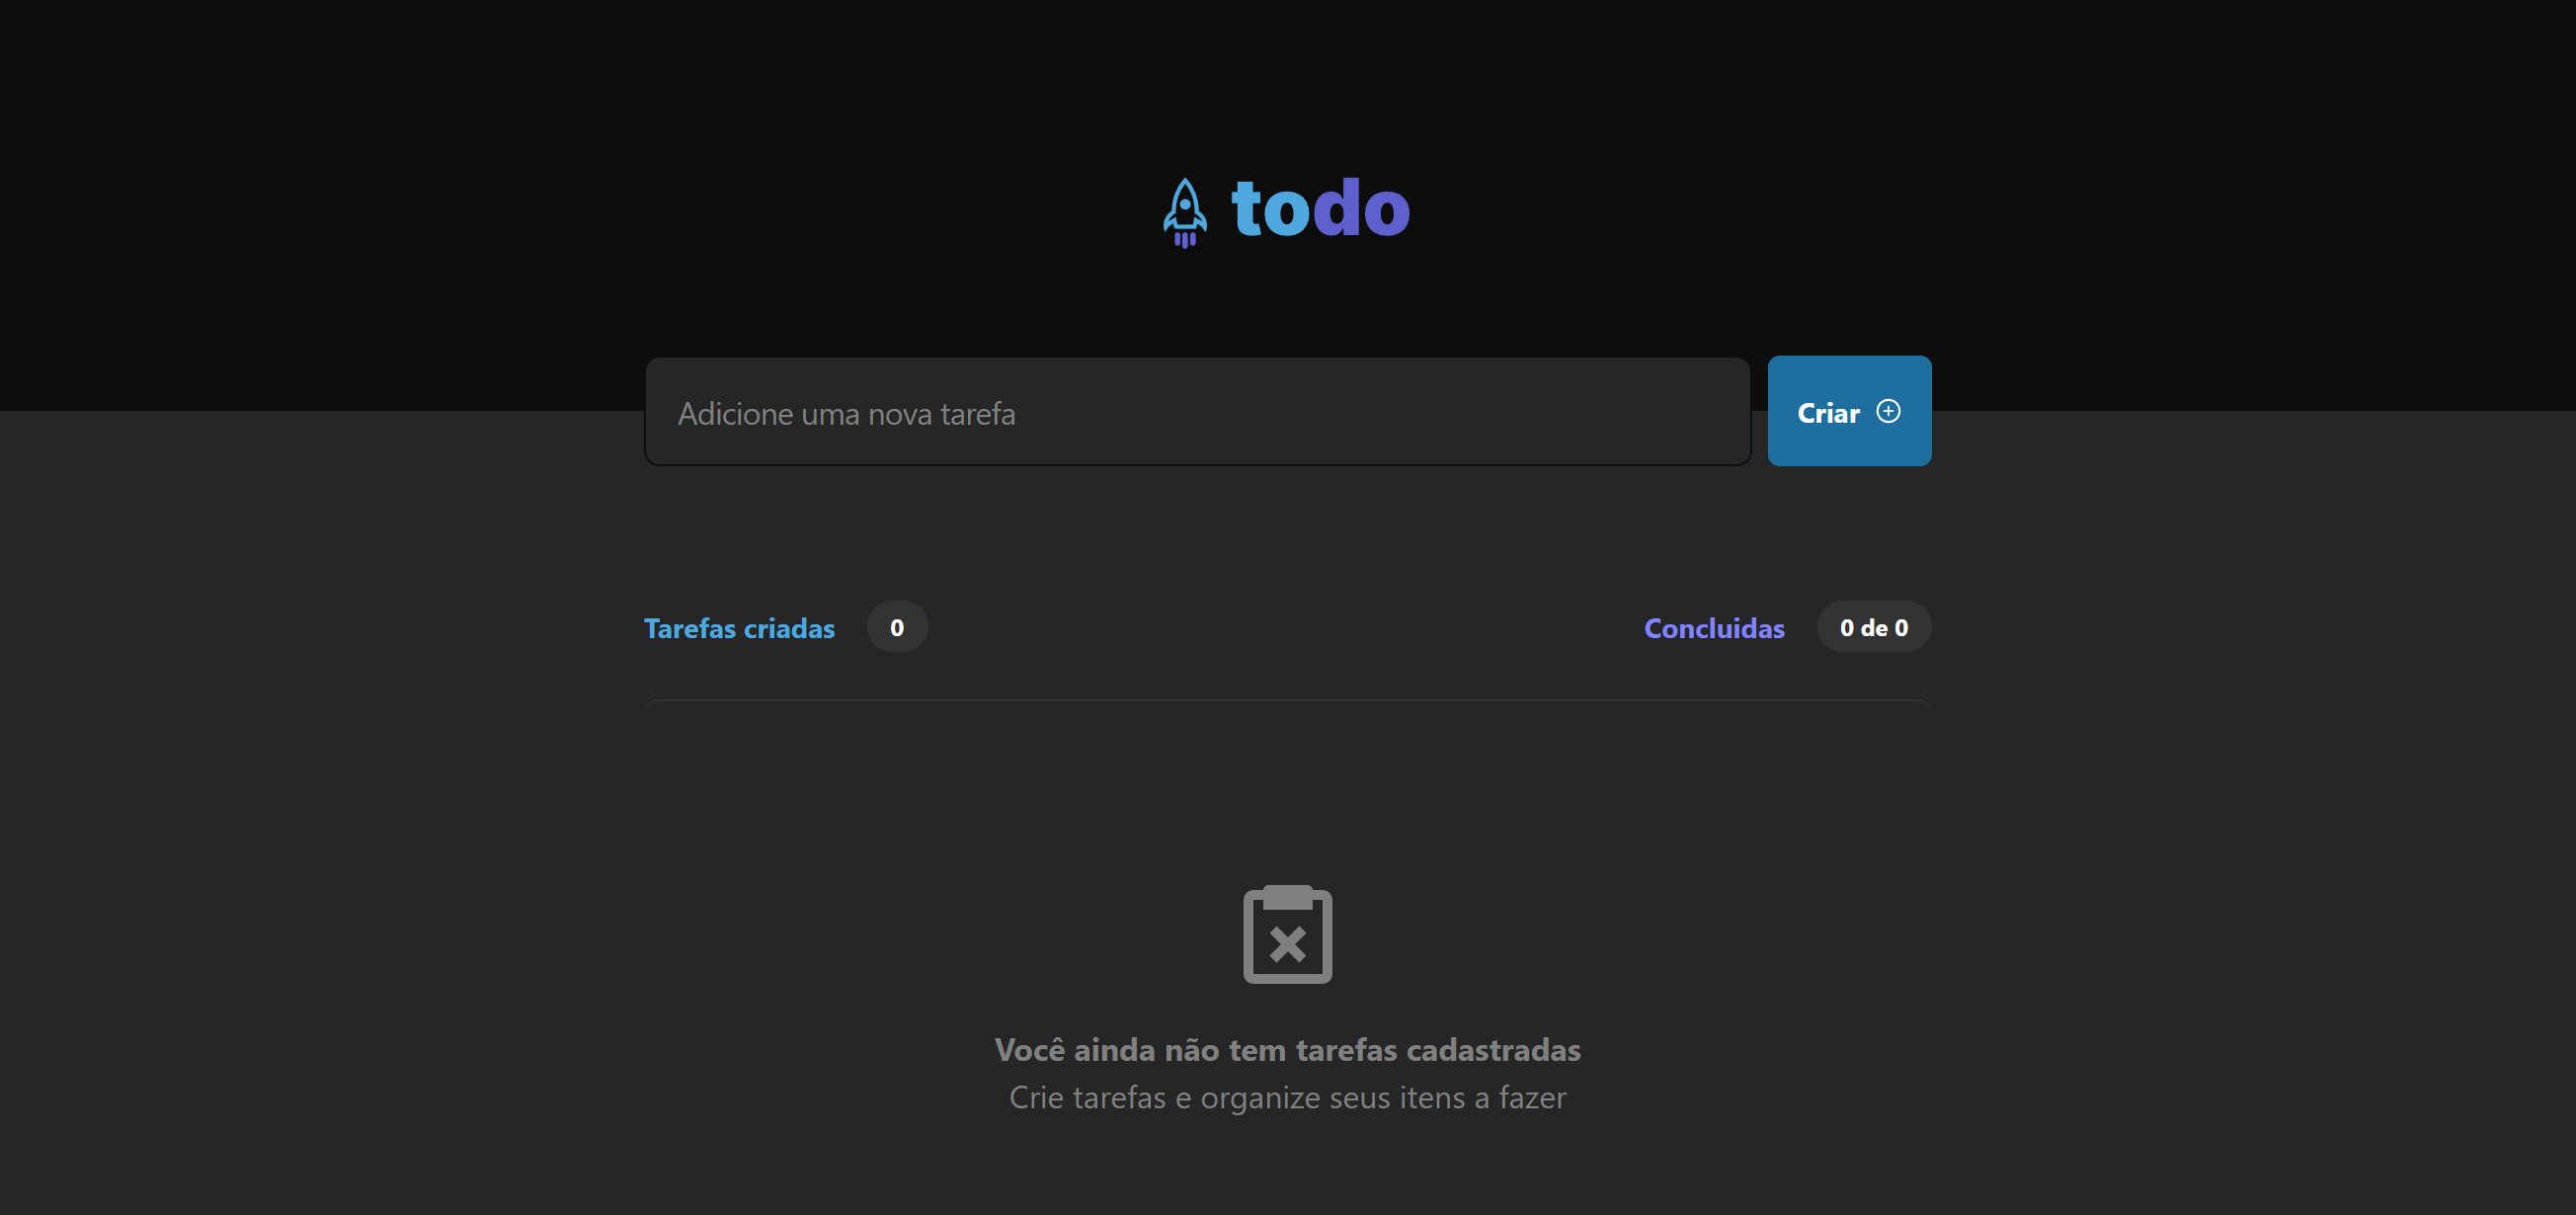 todo
Adicione uma nova tarefa
Criar
Tarefas criadas 0
Concluidas 0 de 0
Você ainda não tem tarefas cadastradas
Crie tarefas e organize seus itens a fazer